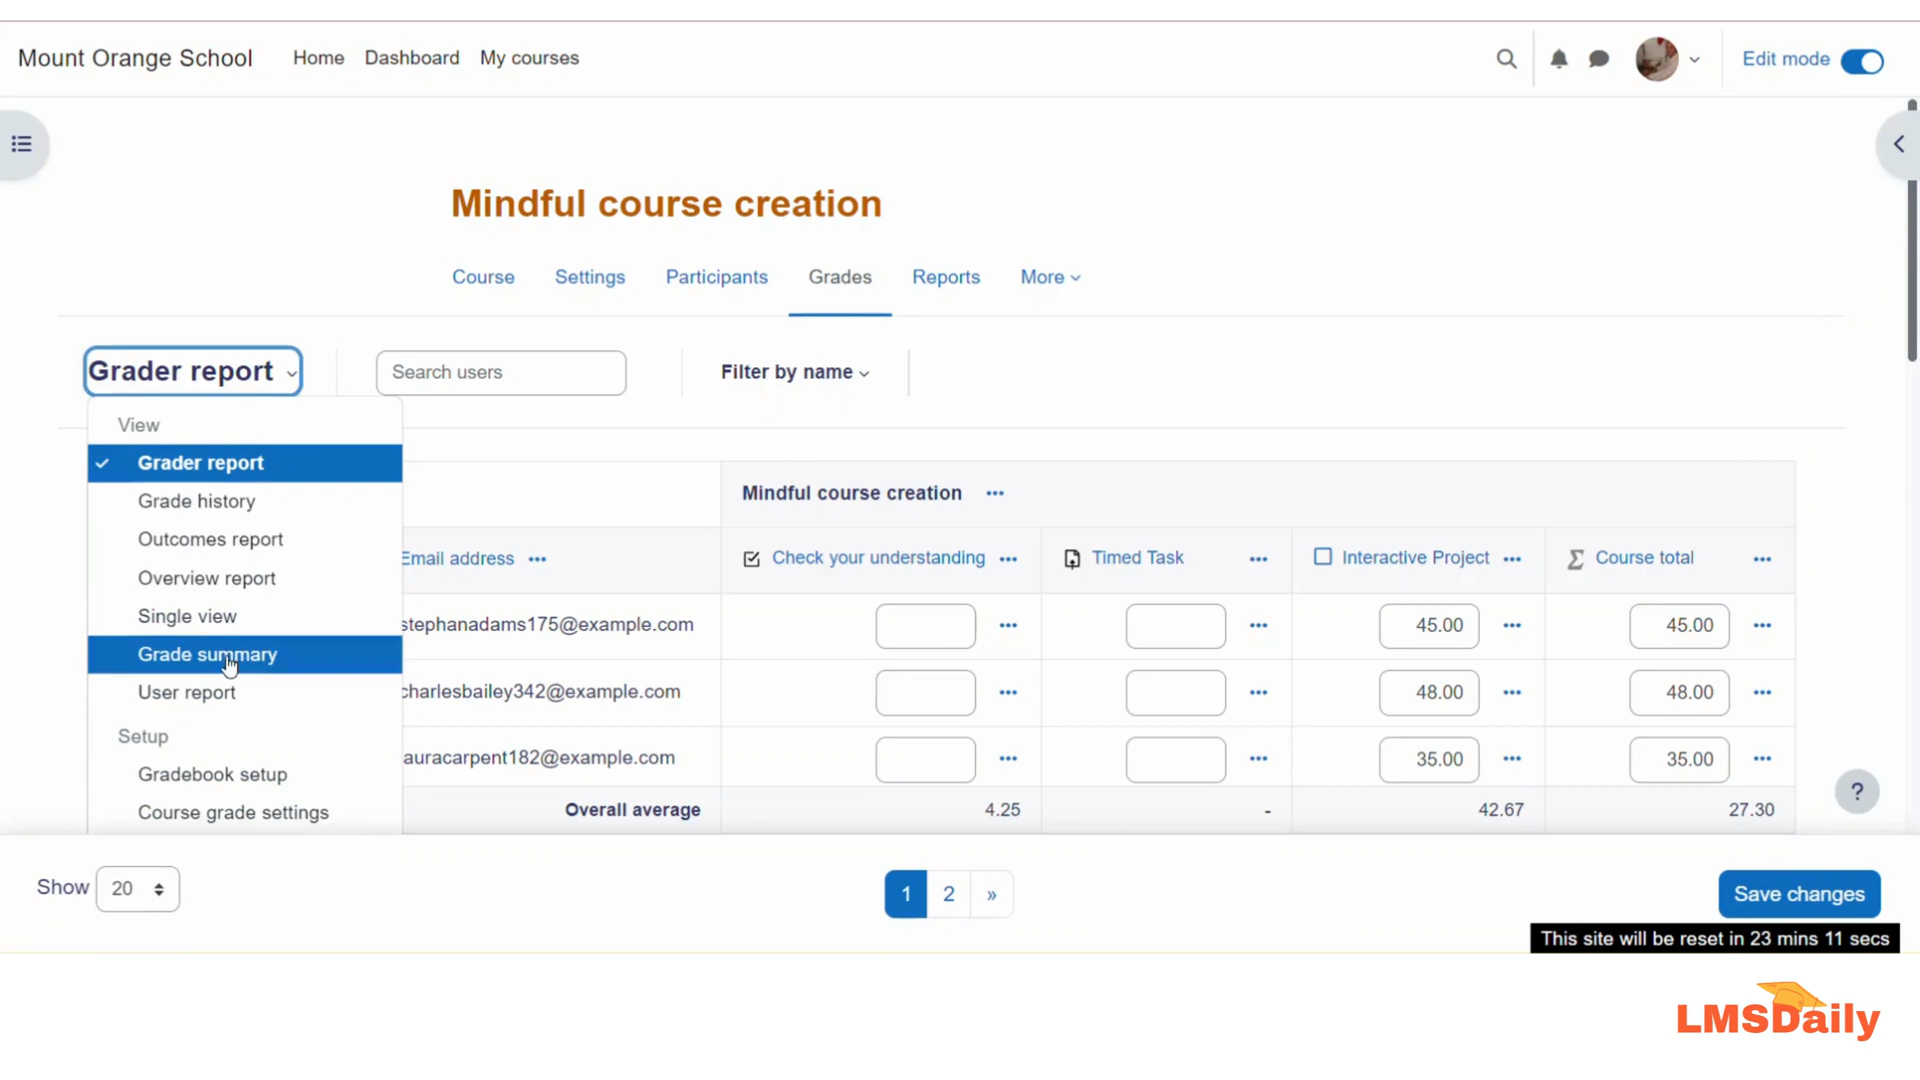 Mount Orange School Home Dashboard My courses Edit mode
Mindful course creation
Course Settings Participants Grades Reports More
Grader report Search users Filter by name
View
Grader report
Grade history
Outcomes report
Overview report
Single view
Grade summary
User report
Setup
Gradebook setup
Course grade settings
Mindful course creation
Email address Check your understanding Timed Task Interactive Project Course total
stephanadams175@example.com 45.00 45.00
charlesbailey342@example.com 48.00 48.00
auracarpent182@example.com 35.00 35.00
Overall average 4.25 - 42.67 27.30
?
Show 20 1 2 » Save changes
This site will be reset in 23 mins 11 secs
LMSDaily